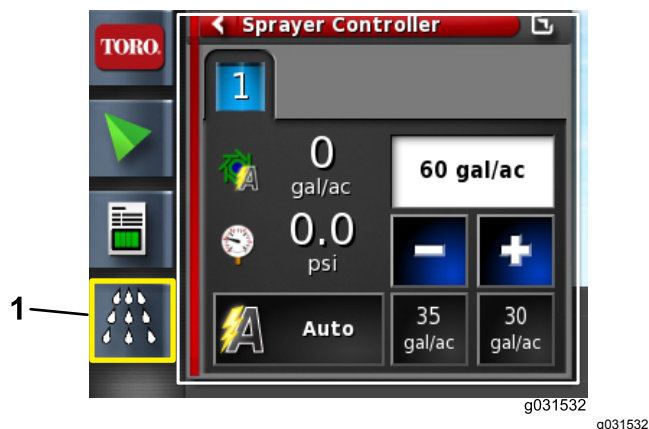 TORO.
Sprayer Controller
1
0
gal/ac
60 gal/ac
0.0
psi
A Auto
35
gal/ac
30
gal/ac
1
g031532
g031532